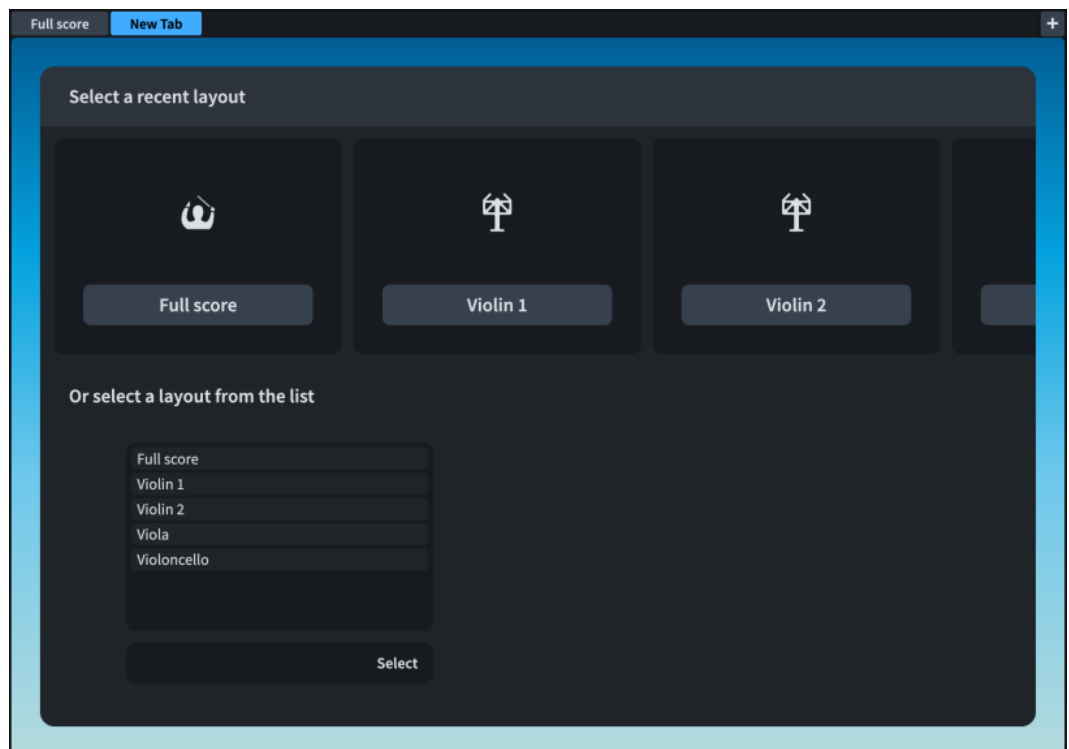 Full score New Tab +
Select a recent layout
Full score Violin 1 Violin 2
Or select a layout from the list
Full score
Violin 1
Violin 2
Viola
Violoncello
Select